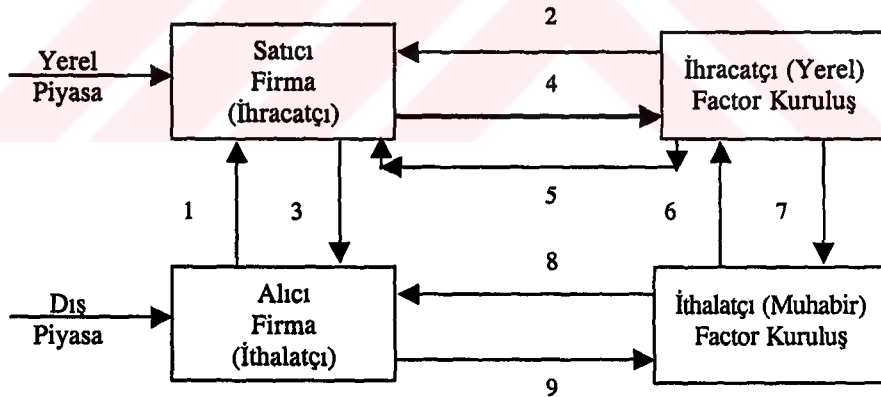 2
Yerel
Piyasa
Satıcı
Firma
(İhracatçı)
İhracatçı (Yerel)
Factor Kuruluş
4
5
1
3
6
7
8
Dış
Piyasa
Alıcı
Firma
(İthalatçı)
İthalatçı (Muhabir)
Factor Kuruluş
9